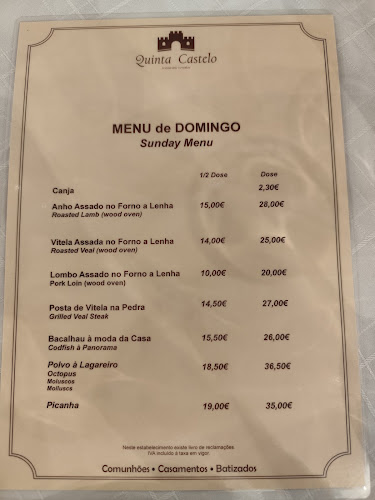 Quinta Castelo
MENU de DOMINGO
Sunday Menu
1/2 Dose Dose
Canja 2,30€
Anho Assado no Forno a Lenha 15,00€ 28,00€
Roasted Lamb (wood oven)
Vitela Assada no Forno a Lenha 14,00€ 25,00€
Roasted Veal (wood oven)
Lombo Assado no Forno a Lenha 10,00€ 20,00€
Pork Loin (wood oven)
Posta de Vitela na Pedra 14,50€ 27,00€
Grilled Veal Steak
Bacalhau à moda da Casa 15,50€ 26,00€
Codfish à Panorama
Polvo à Lagareiro 18,50€ 36,50€
Octopus
Moluscos
Molluscs
Picanha 19,00€ 35,00€
Neste estabelecimento existe livro de reclamações
IVA incluído à taxa em vigor
Comunhões • Casamentos • Batizados